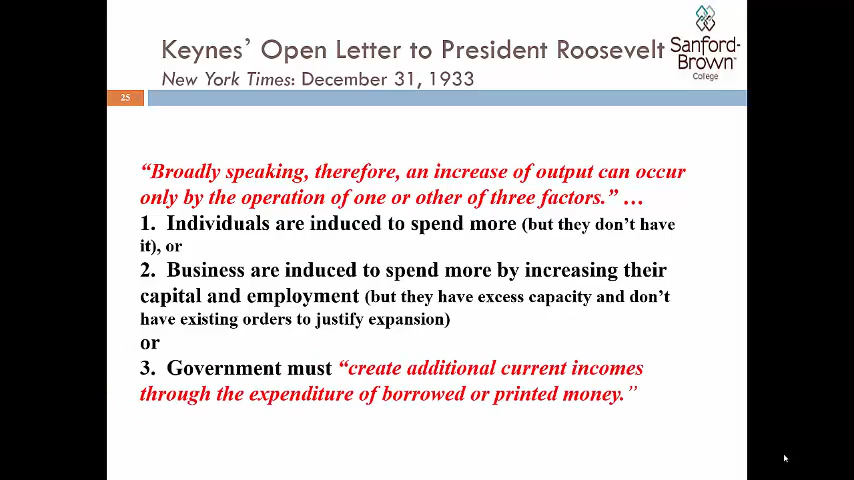 Keynes’ Open Letter to President Roosevelt
New York Times: December 31, 1933
Sanford-
Brown™
College
25
“Broadly speaking, therefore, an increase of output can occur
only by the operation of one or other of three factors.” …
1. Individuals are induced to spend more (but they don’t have
it), or
2. Business are induced to spend more by increasing their
capital and employment (but they have excess capacity and don’t
have existing orders to justify expansion)
or
3. Government must “create additional current incomes
through the expenditure of borrowed or printed money.”